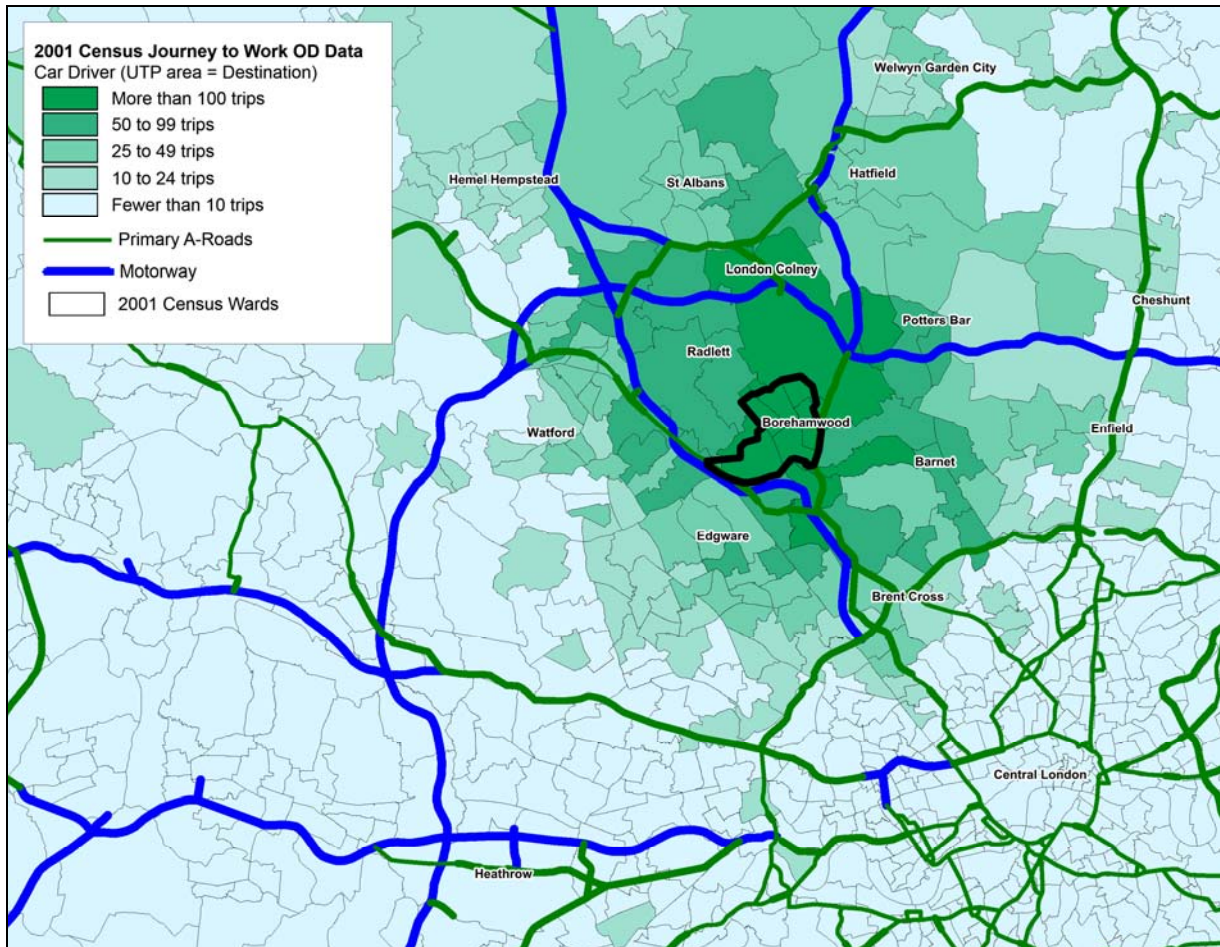 2001 Census Journey to Work OD Data
Car Driver (UTP area = Destination)
More than 100 trips
50 to 99 trips
25 to 49 trips
10 to 24 trips
Fewer than 10 trips
Primary A-Roads
Motorway
2001 Census Wards
Welwyn Garden City
Hemel Hempstead
St Albans
Hatfield
London Colney
Cheshunt
Potters Bar
Radlett
Borehamwood
Watford
Enfield
Barnet
Edgware
Brent Cross
Central London
Heathrow